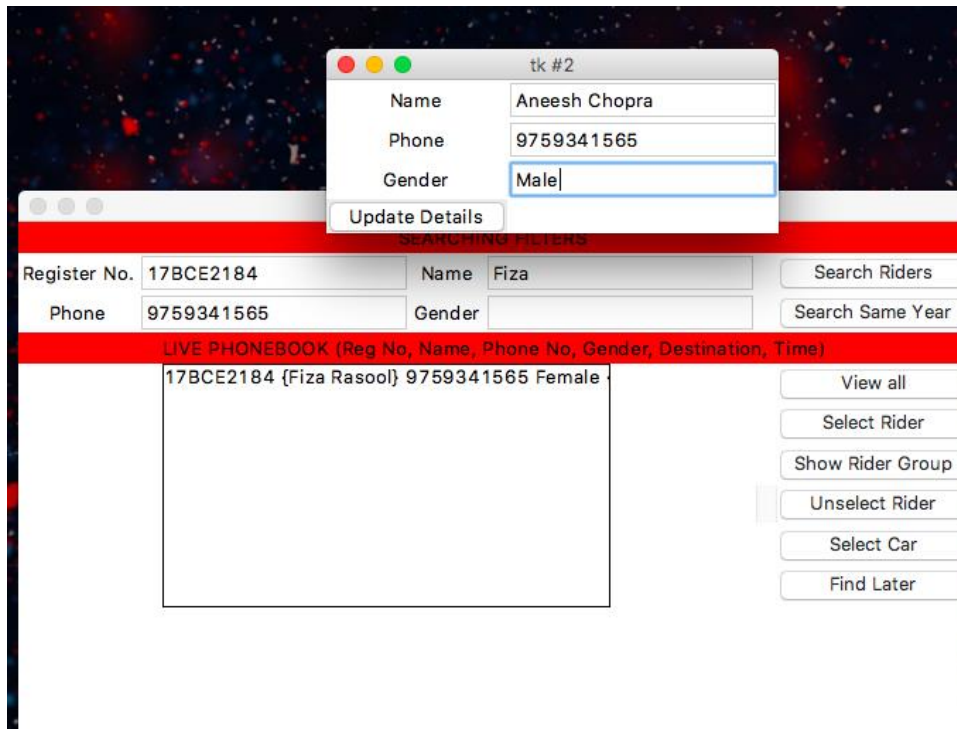 tk #2
Name Aneesh Chopra
Phone 9759341565
Gender Male
Update Details
SEARCHING FILTERS
Register No. 17BCE2184 Name Fiza Search Riders
Phone 9759341565 Gender Search Same Year
LIVE PHONEBOOK (Reg No, Name, Phone No, Gender, Destination, Time)
17BCE2184 {Fiza Rasool} 9759341565 Female View all
Select Rider
Show Rider Group
Unselect Rider
Select Car
Find Later